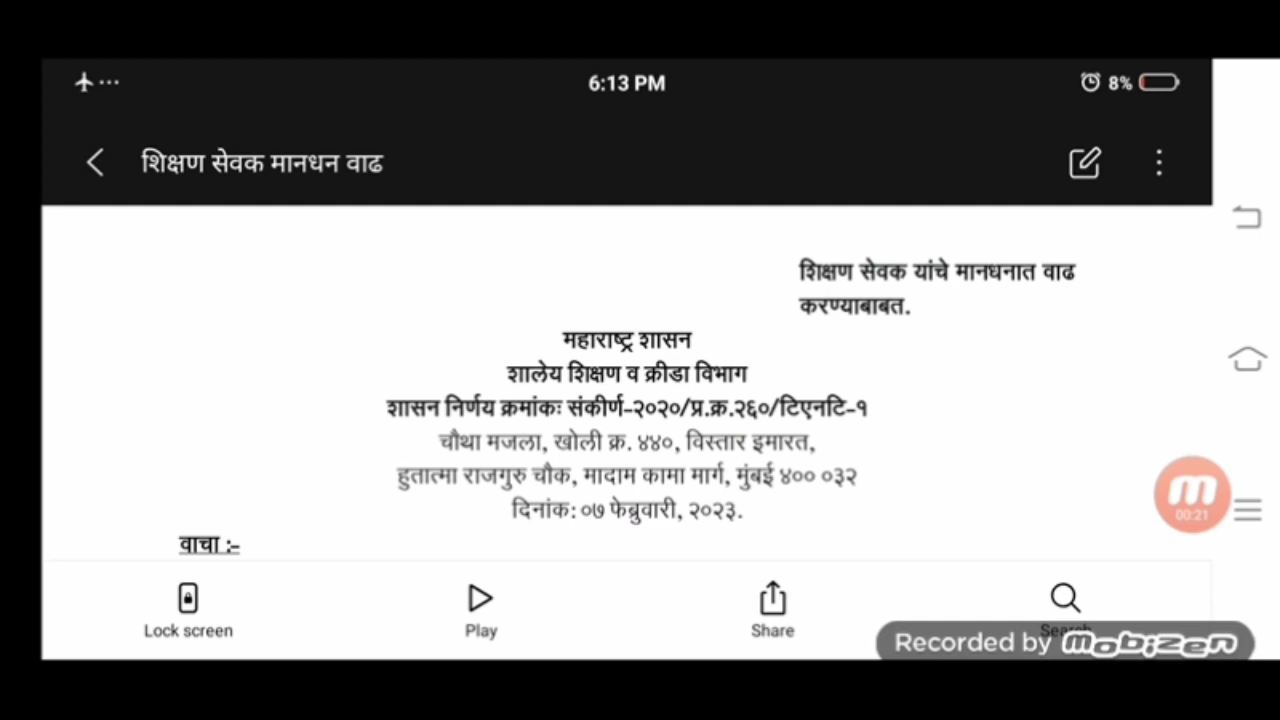 6:13 PM
8%
शिक्षण सेवक मानधन वाढ
शिक्षण सेवक यांचे मानधनात वाढ
करण्याबाबत.
महाराष्ट्र शासन
शालेय शिक्षण व क्रीडा विभाग
शासन निर्णय क्रमांकः संकीर्ण-२०२०/प्र.क्र.२६०/टिएनटि-१
चौथा मजला, खोली क्र. ४४०, विस्तार इमारत,
हुतात्मा राजगुरु चौक, मादाम कामा मार्ग, मुंबई ४०० ०३२
दिनांक: ०७ फेब्रुवारी, २०२३.
वाचा :-
00:21
Lock screen
Play
Share
Search
Recorded by mobizen